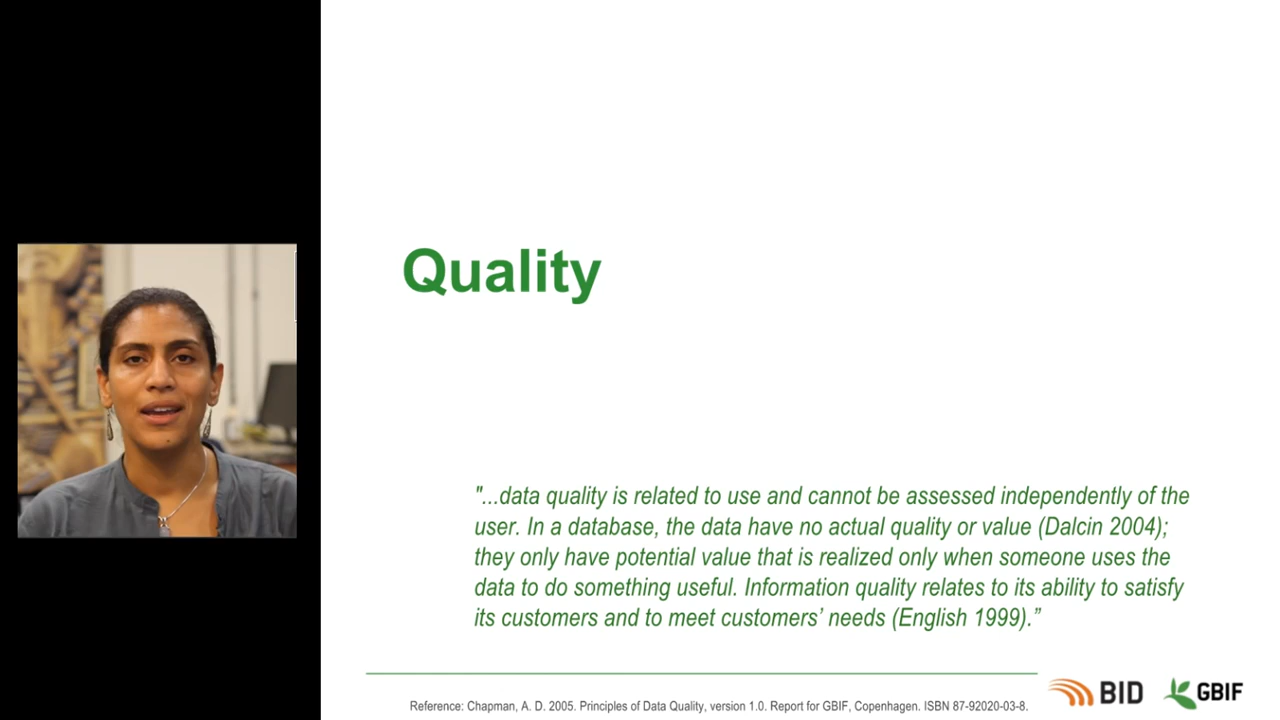 Quality
"...data quality is related to use and cannot be assessed independently of the
user. In a database, the data have no actual quality or value (Dalcin 2004);
they only have potential value that is realized only when someone uses the
data to do something useful. Information quality relates to its ability to satisfy
its customers and to meet customers’ needs (English 1999).”
Reference: Chapman, A. D. 2005. Principles of Data Quality, version 1.0. Report for GBIF, Copenhagen. ISBN 87-92020-03-8.
BID
GBIF